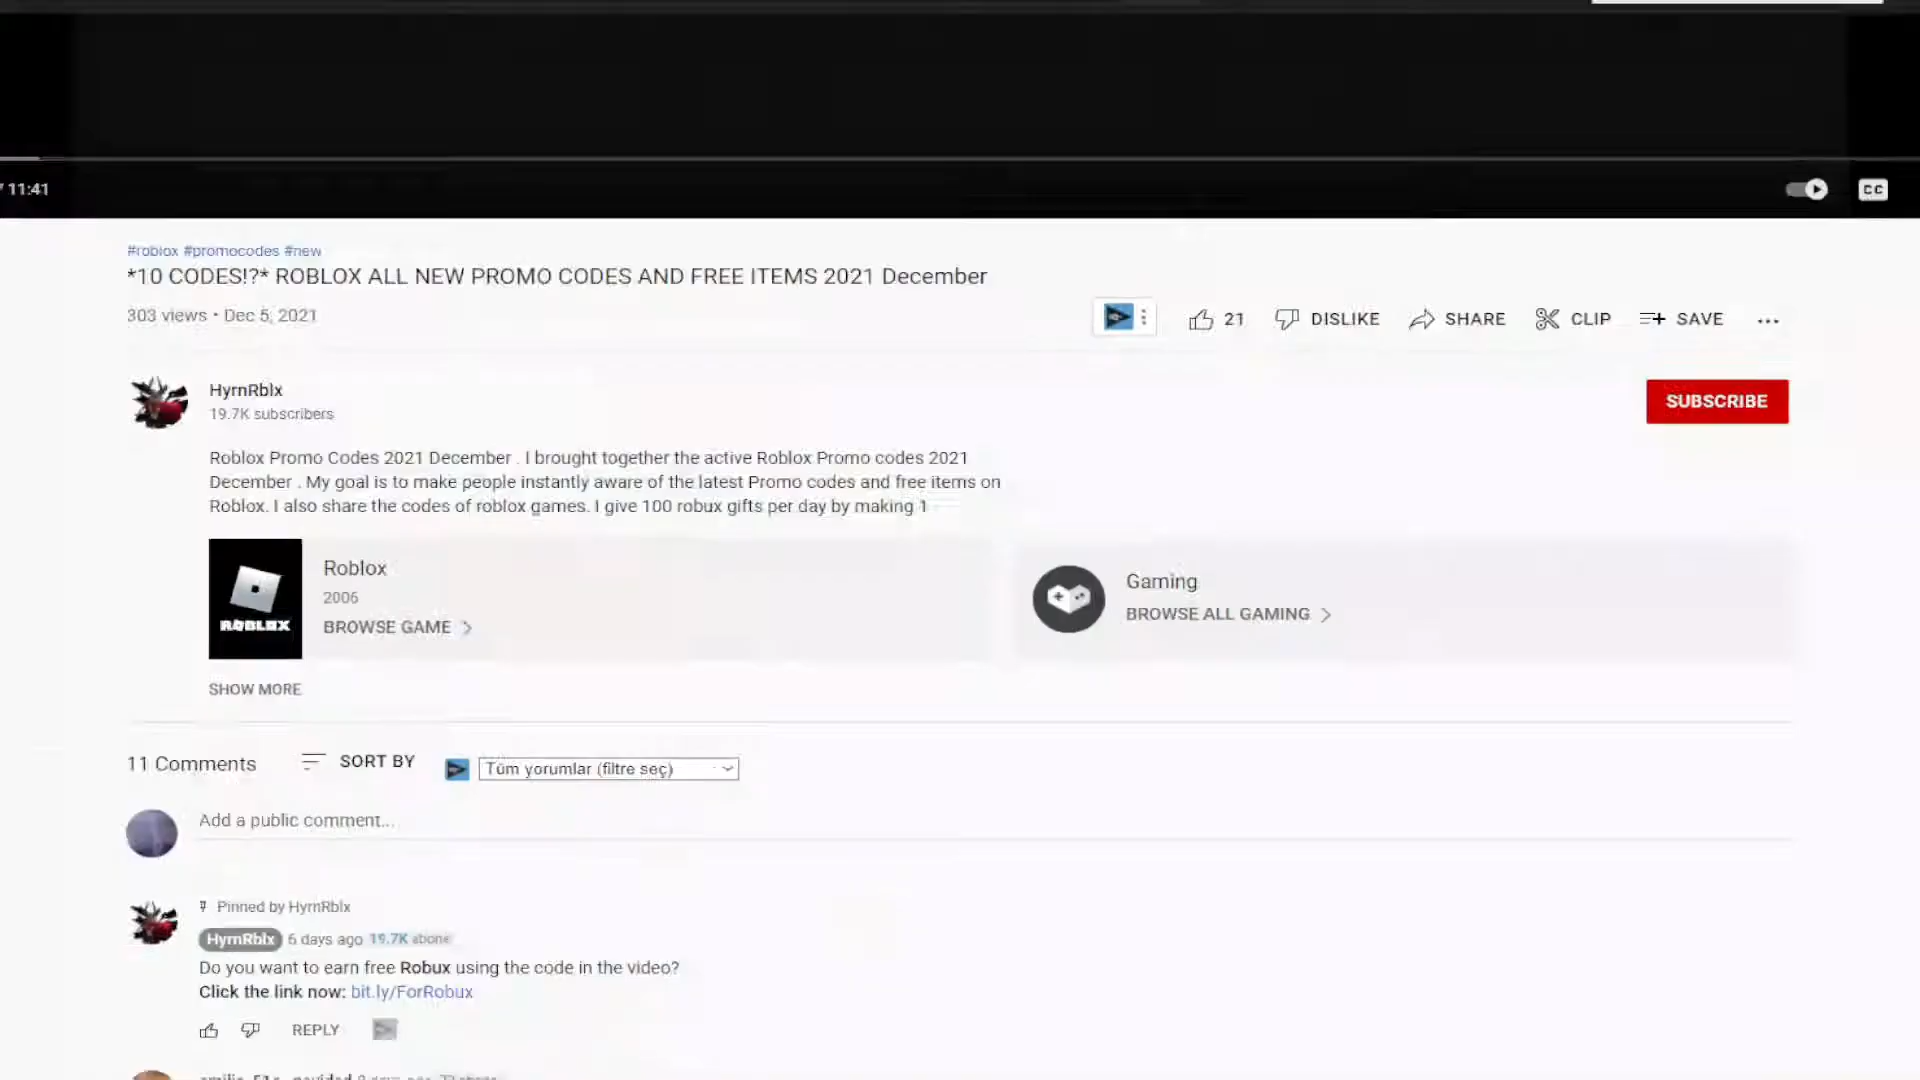 / 11:41
CC
#roblox #promocodes #new
*10 CODES!?* ROBLOX ALL NEW PROMO CODES AND FREE ITEMS 2021 December
303 views • Dec 5, 2021
21 DISLIKE SHARE CLIP SAVE
HyrnRblx
19.7K subscribers
SUBSCRIBE
Roblox Promo Codes 2021 December . I brought together the active Roblox Promo codes 2021
December . My goal is to make people instantly aware of the latest Promo codes and free items on
Roblox. I also share the codes of roblox games. I give 100 robux gifts per day by making 1
ROBLOX
Roblox
2006
BROWSE GAME
Gaming
BROWSE ALL GAMING
SHOW MORE
11 Comments SORT BY Tüm yorumlar (filtre seç)
Add a public comment...
Pinned by HyrnRblx
HyrnRblx 6 days ago 19.7K abone
Do you want to earn free Robux using the code in the video?
Click the link now: bit.ly/ForRobux
REPLY